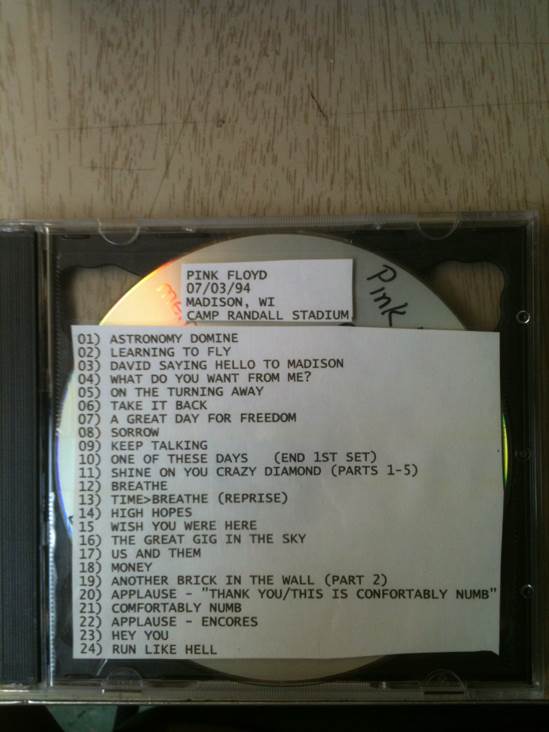 Pink
PINK FLOYD
07/03/94
MADISON, WI
CAMP RANDALL STADIUM
01) ASTRONOMY DOMINE
02) LEARNING TO FLY
03) DAVID SAYING HELLO TO MADISON
04) WHAT DO YOU WANT FROM ME?
05) ON THE TURNING AWAY
06) TAKE IT BACK
07) A GREAT DAY FOR FREEDOM
08) SORROW
09) KEEP TALKING
10) ONE OF THESE DAYS (END 1ST SET)
11) SHINE ON YOU CRAZY DIAMOND (PARTS 1-5)
12) BREATHE
13) TIME>BREATHE (REPRISE)
14) HIGH HOPES
15 WISH YOU WERE HERE
16) THE GREAT GIG IN THE SKY
17) US AND THEM
18) MONEY
19) ANOTHER BRICK IN THE WALL (PART 2)
20) APPLAUSE - "THANK YOU/THIS IS CONFORTABLY NUMB"
21) COMFORTABLY NUMB
22) APPLAUSE - ENCORES
23) HEY YOU
24) RUN LIKE HELL